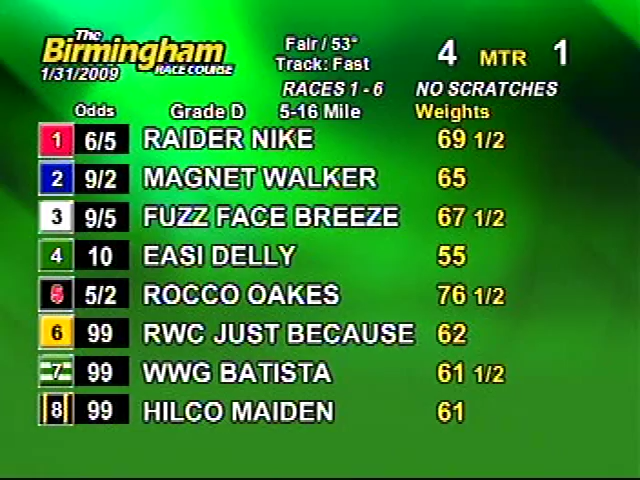 The
Birmingham
RACE COURSE
1/31/2009
Fair / 53°
Track: Fast
4 MTR 1
RACES 1 - 6 NO SCRATCHES
Odds Grade D 5-16 Mile Weights
1 6/5 RAIDER NIKE 69 1/2
2 9/2 MAGNET WALKER 65
3 9/5 FUZZ FACE BREEZE 67 1/2
4 10 EASI DELLY 55
5 5/2 ROCCO OAKES 76 1/2
6 99 RWC JUST BECAUSE 62
7 99 WWG BATISTA 61 1/2
8 99 HILCO MAIDEN 61